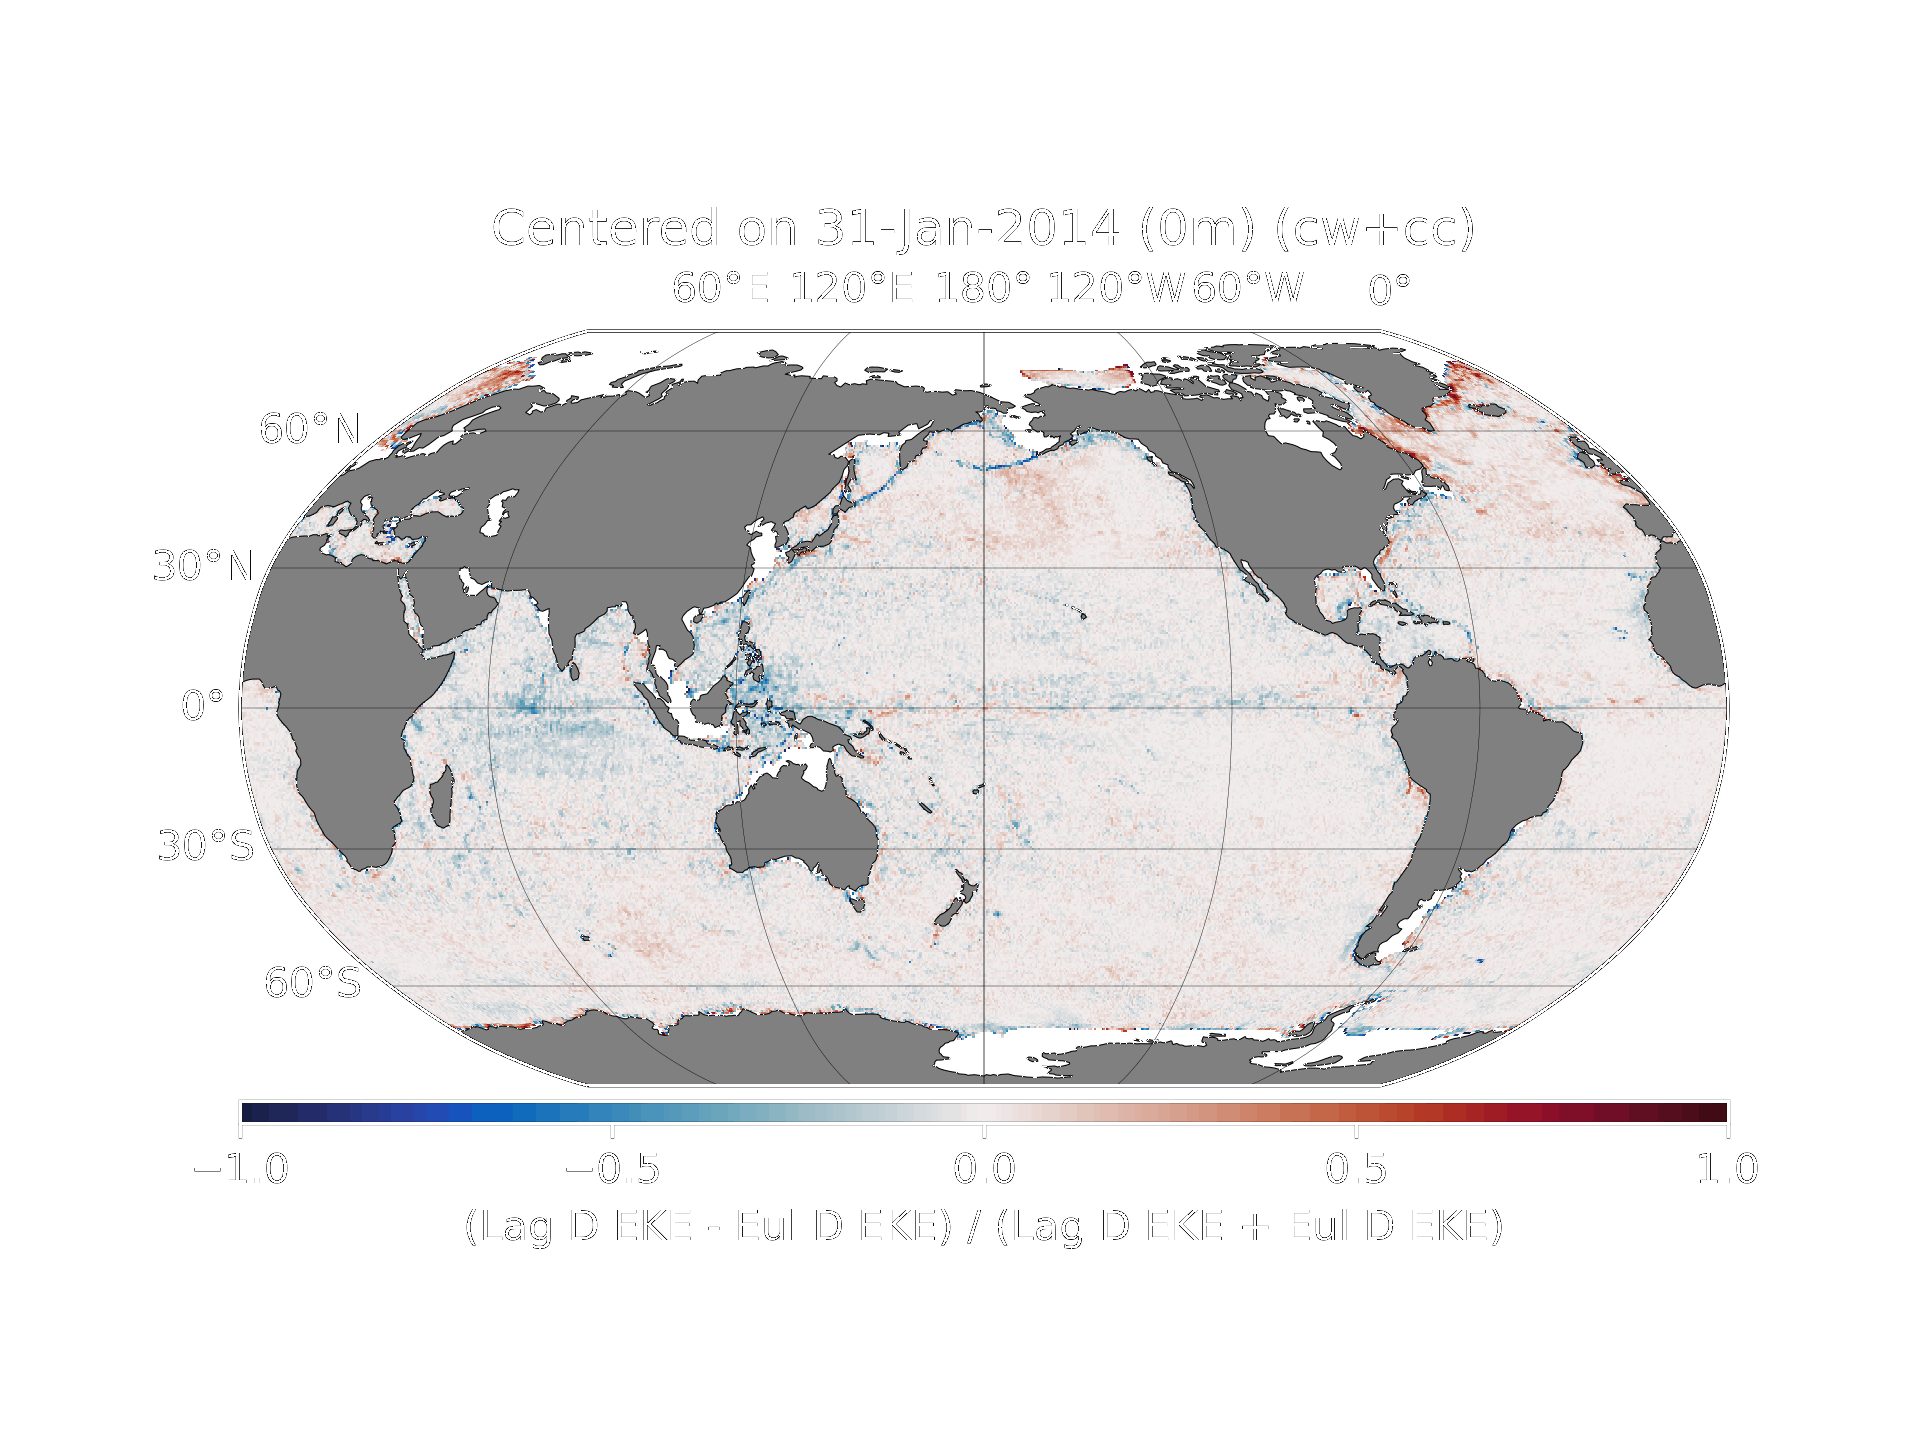 Centered on 31-Jan-2014 (0m) (cw+cc)
60°E 120°E 180° 120°W 60°W 0°
60°N
30°N
0°
30°S
60°S
−1.0 −0.5 0.0 0.5 1.0
(Lag D EKE - Eul D EKE) / (Lag D EKE + Eul D EKE)